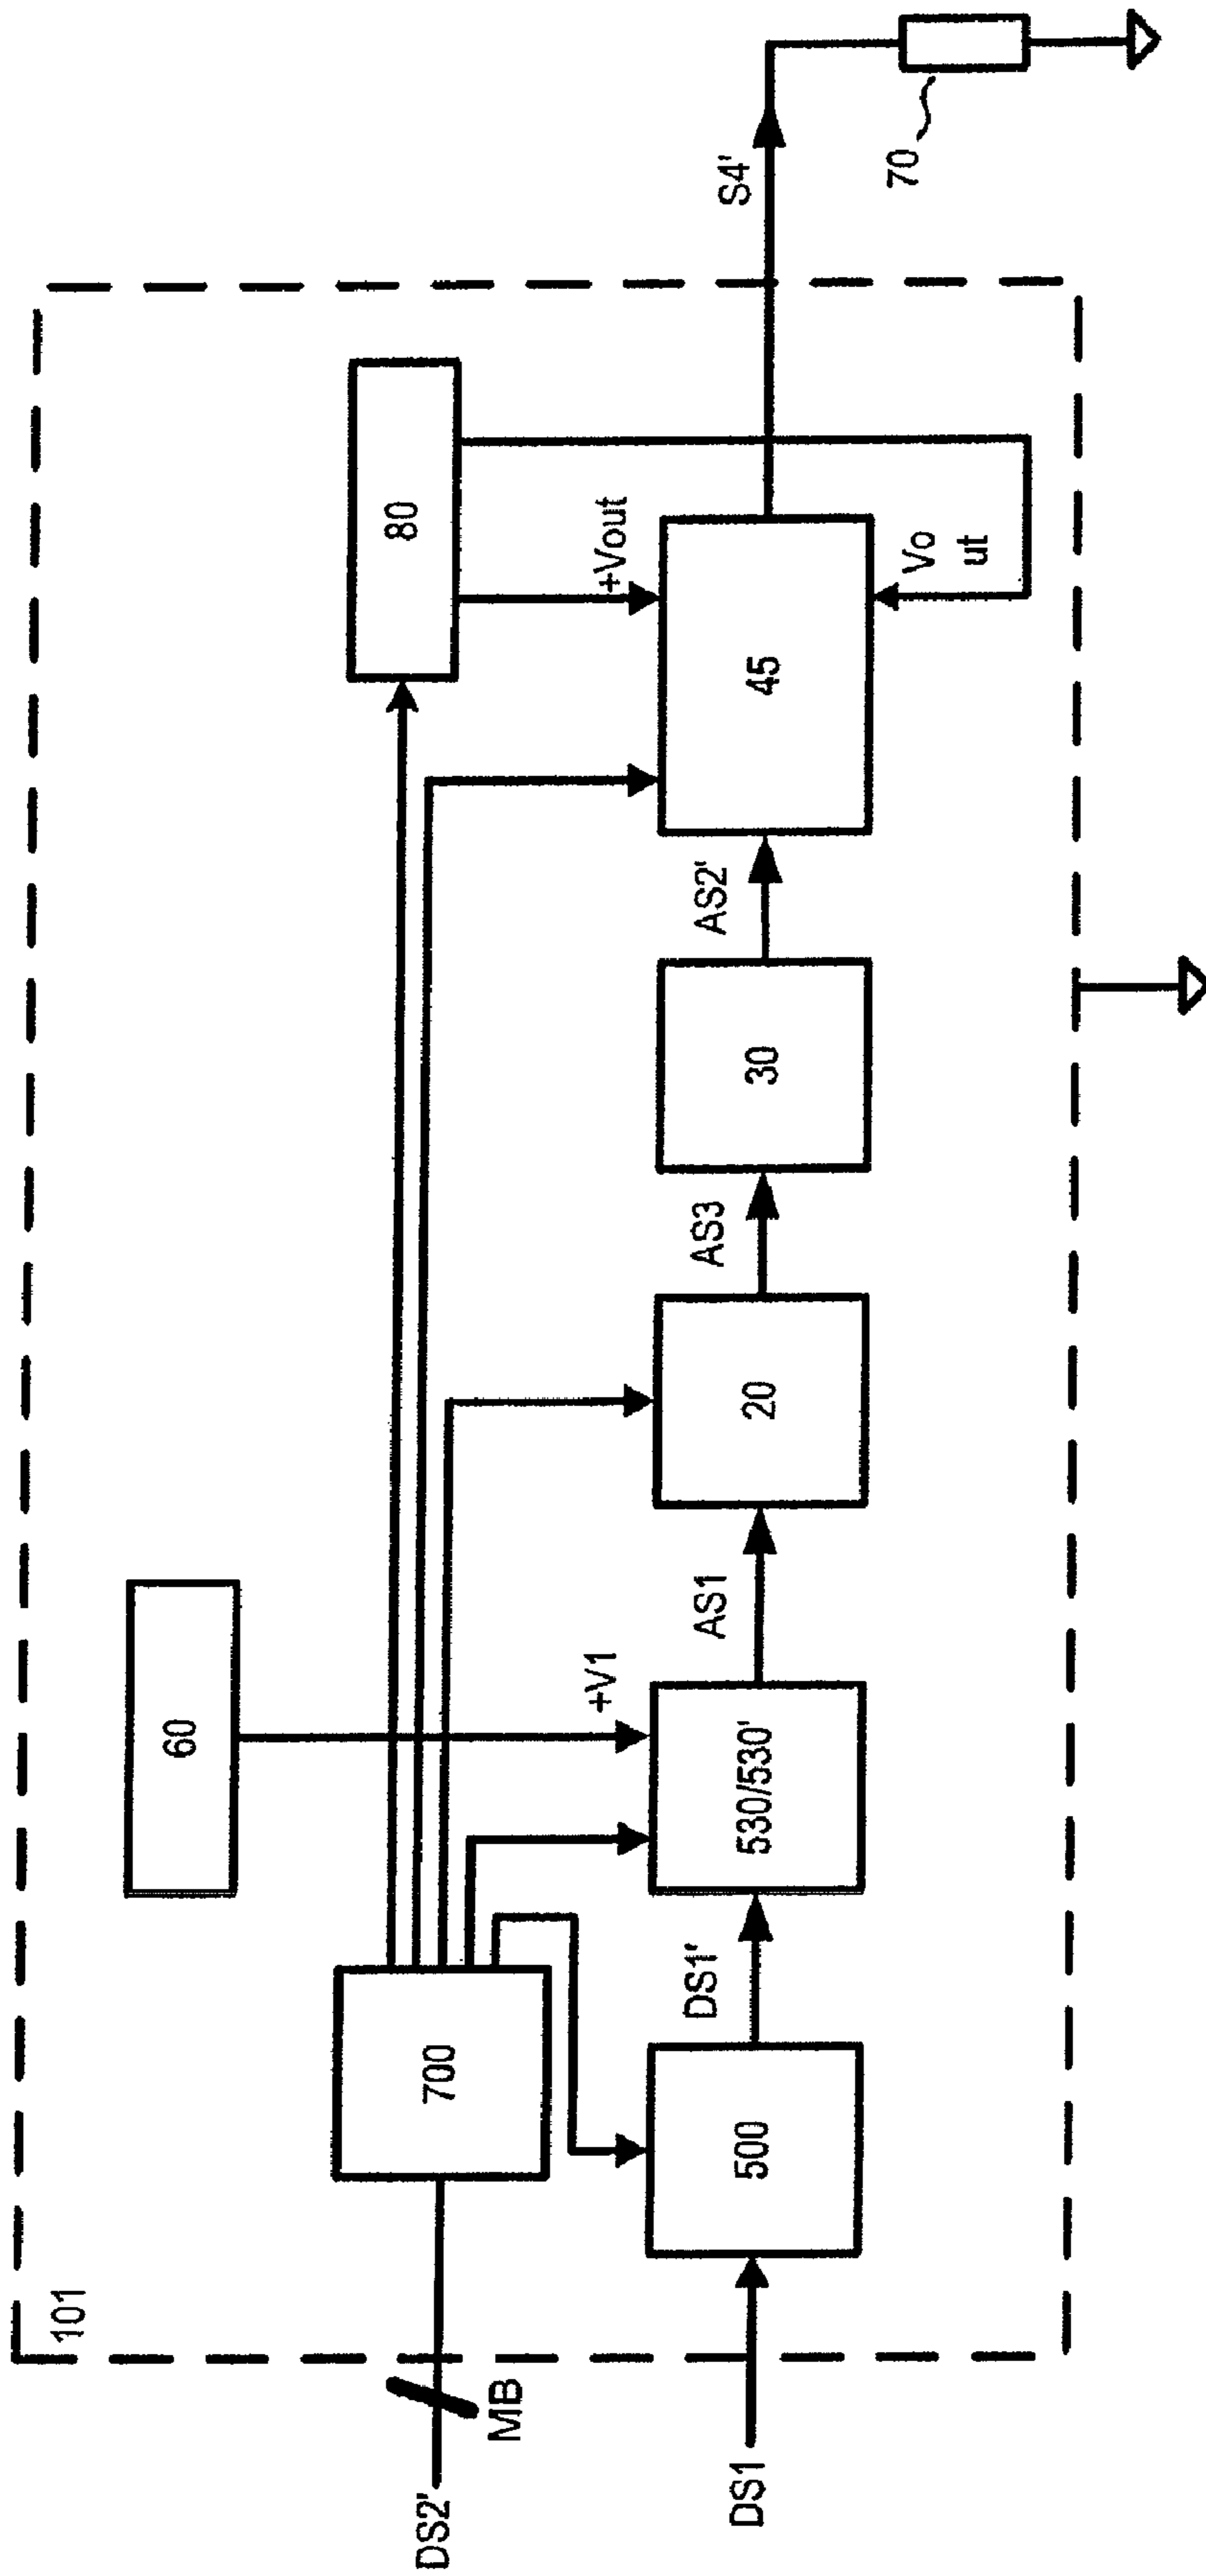 101
60
80
700
+V1
+Vout
Vo
ut
DS2'
MB
DS1
500
DS1'
530/530'
AS1
20
AS3
30
AS2'
45
S4'
70